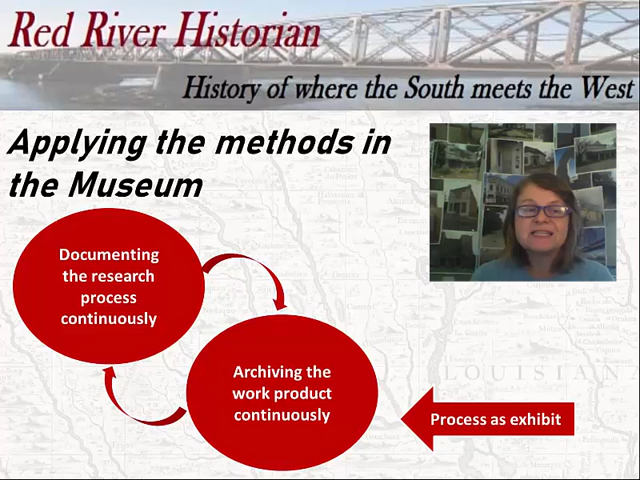 Red River Historian
History of where the South meets the West
Applying the methods in
the Museum
Documenting
the research
process
continuously
Archiving the
work product
continuously
Process as exhibit
LOUISIANA